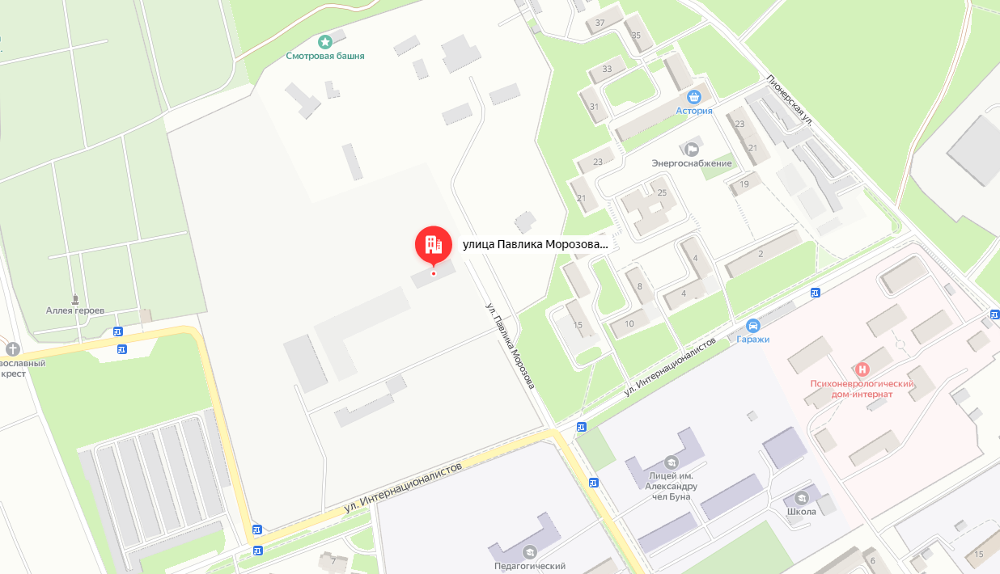 37
35
Смотровая башня
33
Пионерская ул.
31
Астория
23
21
Энергоснабжение
23
19
21
25
улица Павлика Морозова...
2
4
8
4
Аллея героев
ул. Павлика Морозова
15
10
Гаражи
вославный
крест
ул. Интернационалистов
Психоневрологический
дом-интернат
ул. Интернационалистов
Лицей им.
Александру
чел Буна
Школа
7
Педагогический
6
15